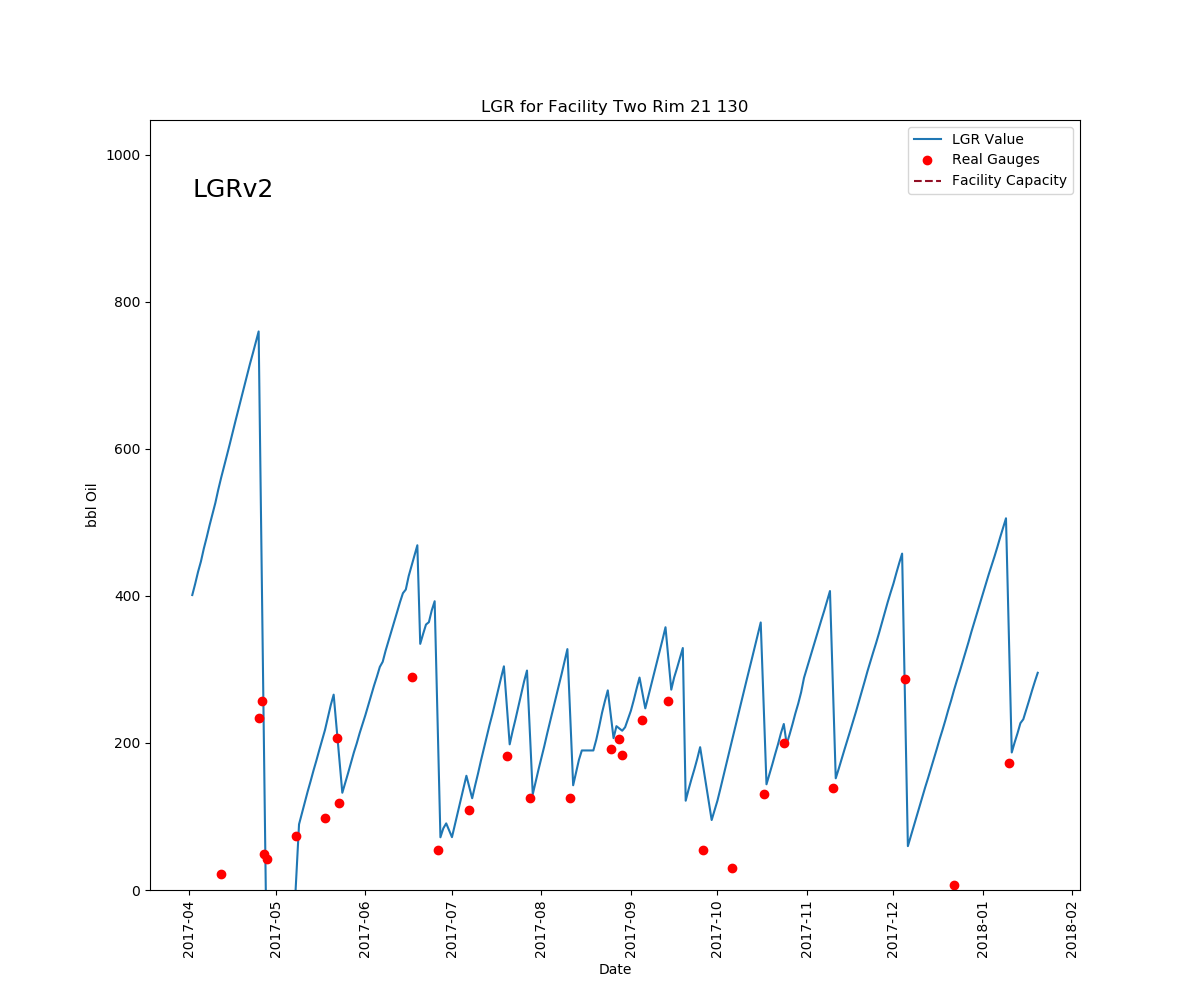 LGR for Facility Two Rim 21 130
LGR Value
Real Gauges
Facility Capacity
LGRv2
1000
800
600
400
200
0
bbl Oil
2017-04
2017-05
2017-06
2017-07
2017-08
2017-09
2017-10
2017-11
2017-12
2018-01
2018-02
Date